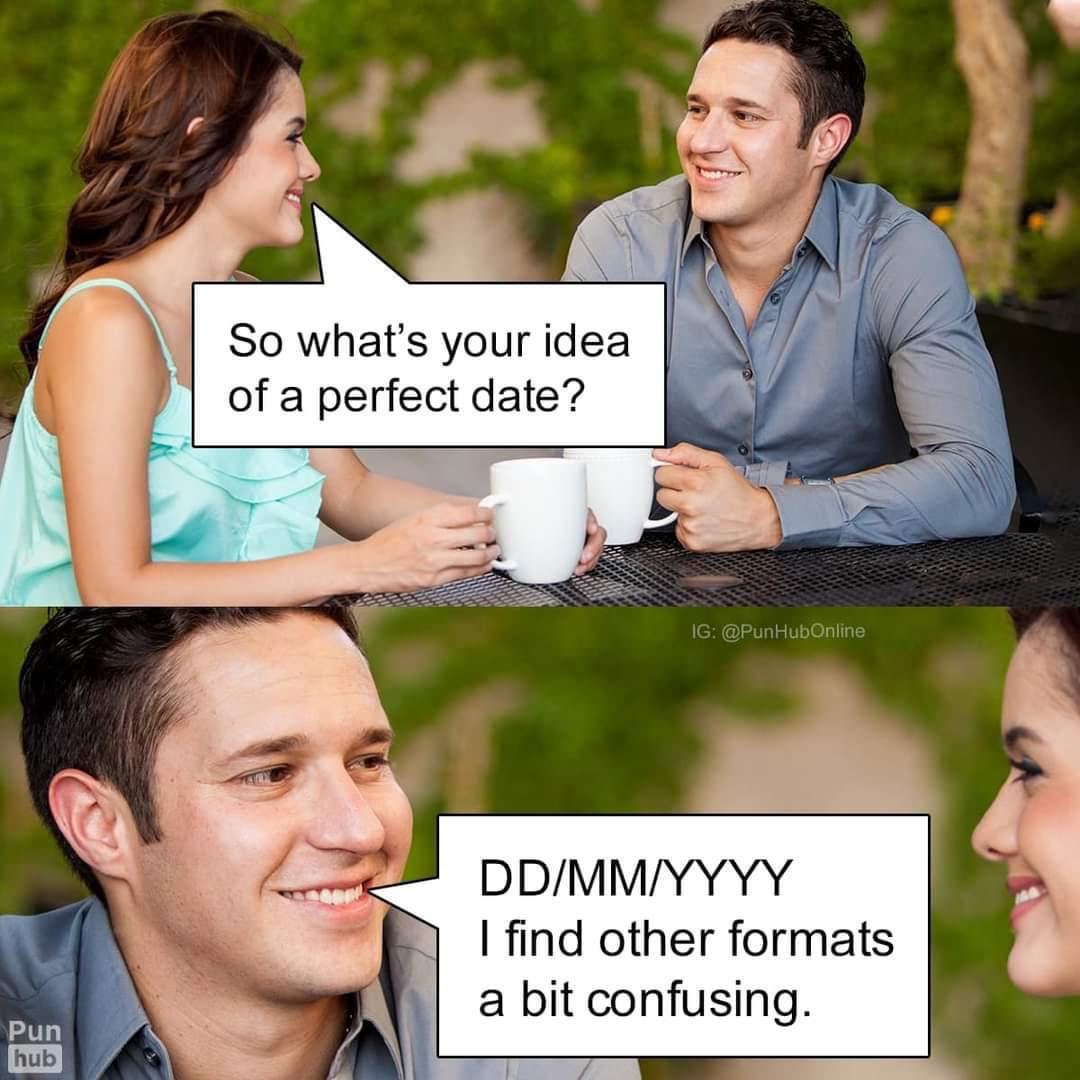 So what’s your idea
of a perfect date?
IG: @PunHubOnline
DD/MM/YYYY
I find other formats
a bit confusing.
Pun
hub